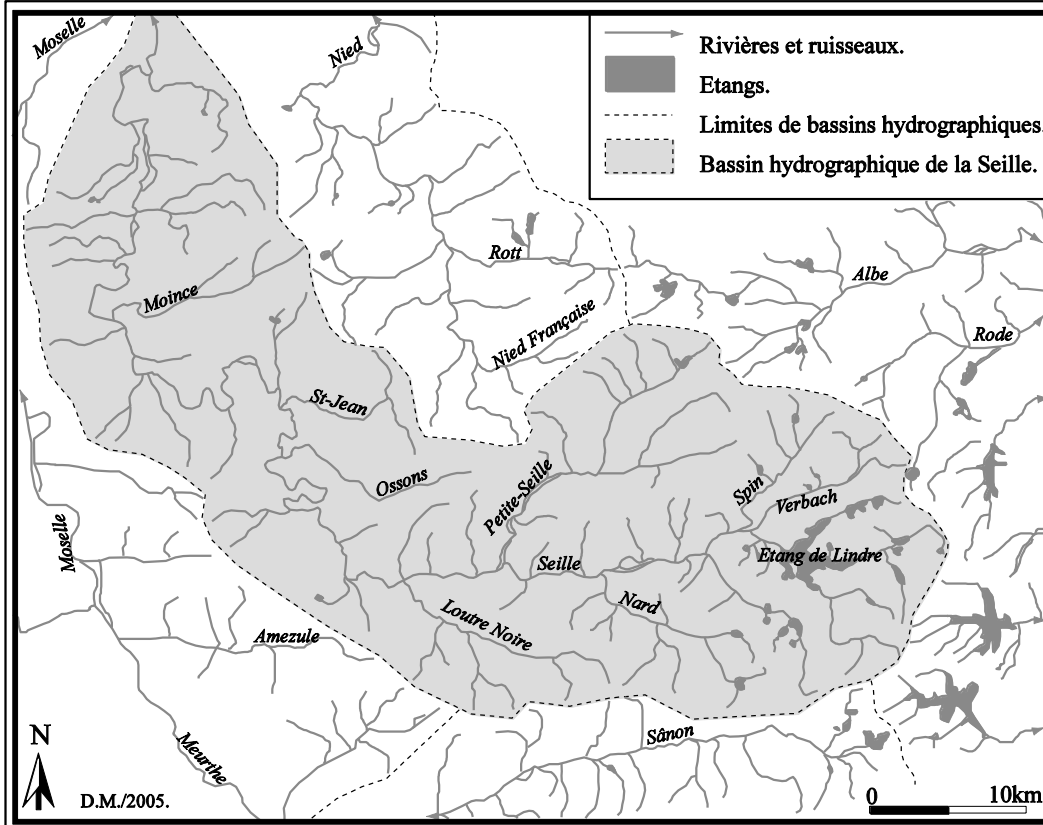 Moselle
Nied
Rivières et ruisseaux.
Etangs.
Limites de bassins hydrographiques.
Bassin hydrographique de la Seille.
Rott
Albe
Moince
Nied Française
Rode
St-Jean
Ossons
Petite-Seille
Spin
Verbach
Moselle
Seille
Etang de Lindre
Nard
Loutre Noire
Amezule
Sânon
Meurthe
N
D.M./2005.
0 10km